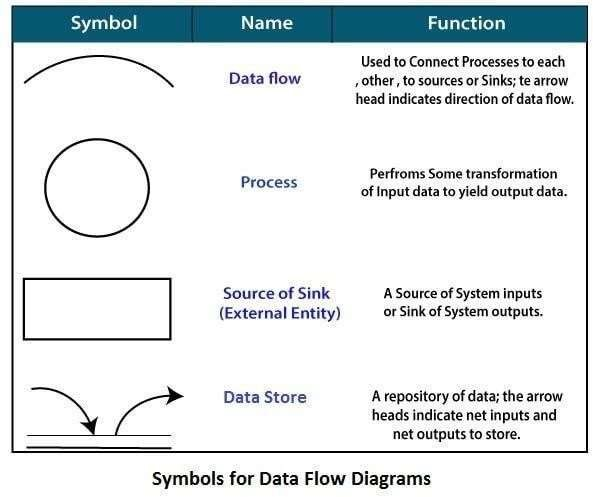 Symbol Name Function
Data flow
Used to Connect Processes to each
, other , to sources or Sinks; te arrow
head indicates direction of data flow.
Process
Perfroms Some transformation
of Input data to yield output data.
Source of Sink
(External Entity)
A Source of System inputs
or Sink of System outputs.
Data Store
A repository of data; the arrow
heads indicate net inputs and
net outputs to store.
Symbols for Data Flow Diagrams